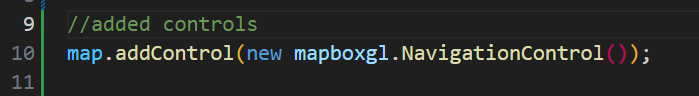 9 //added controls
10 map.addControl(new mapboxgl.NavigationControl());
11